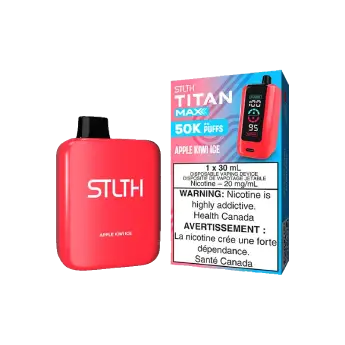 STLTH
APPLE KIWI ICE
STLTH
TITAN
MAX
50K PUFFS
APPLE KIWI ICE
100
95
1 x 30 mL
DISPOSABLE VAPING DEVICE
DISPOSITIF DE VAPOTAGE JETABLE
Nicotine – 20 mg/mL
WARNING: Nicotine is
highly addictive.
Health Canada
AVERTISSEMENT :
La nicotine crée une forte
dépendance.
Santé Canada